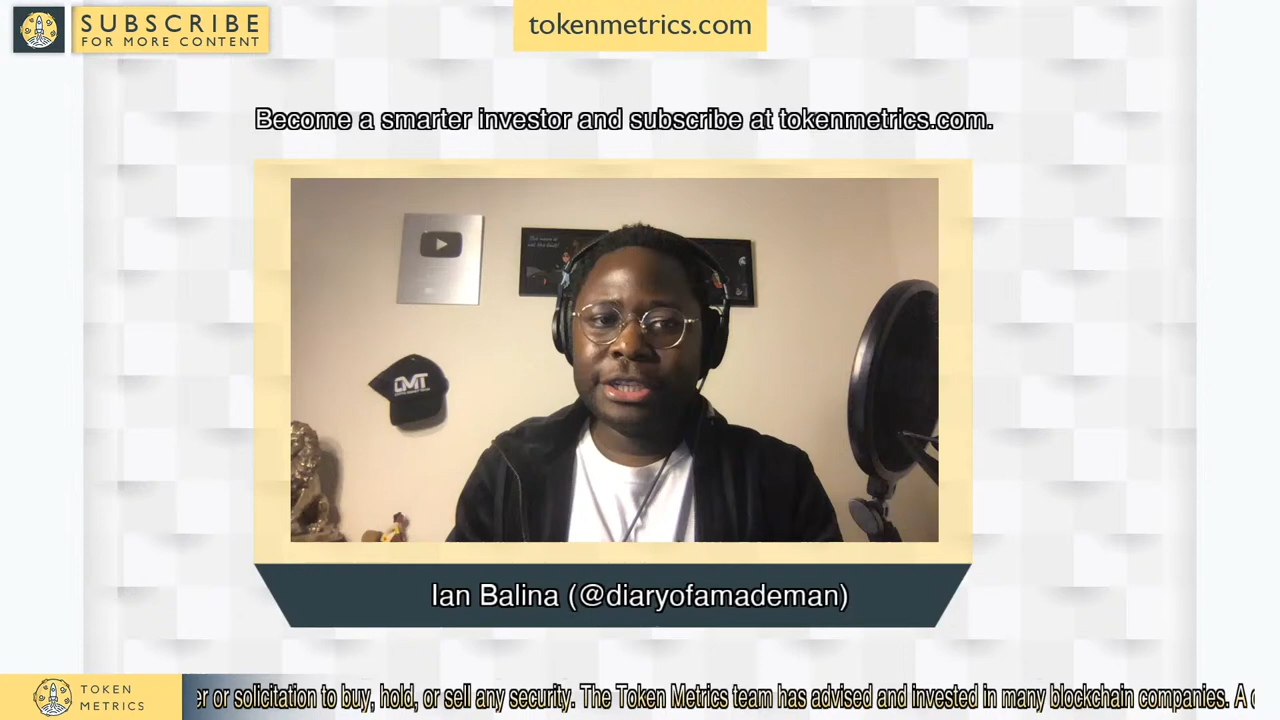 SUBSCRIBE
FOR MORE CONTENT
tokenmetrics.com
Become a smarter investor and subscribe at tokenmetrics.com.
CMT
Ian Balina (@diaryofamademan)
TOKEN
METRICS
or solicitation to buy, hold, or sell any security. The Token Metrics team has advised and invested in many blockchain companies. A